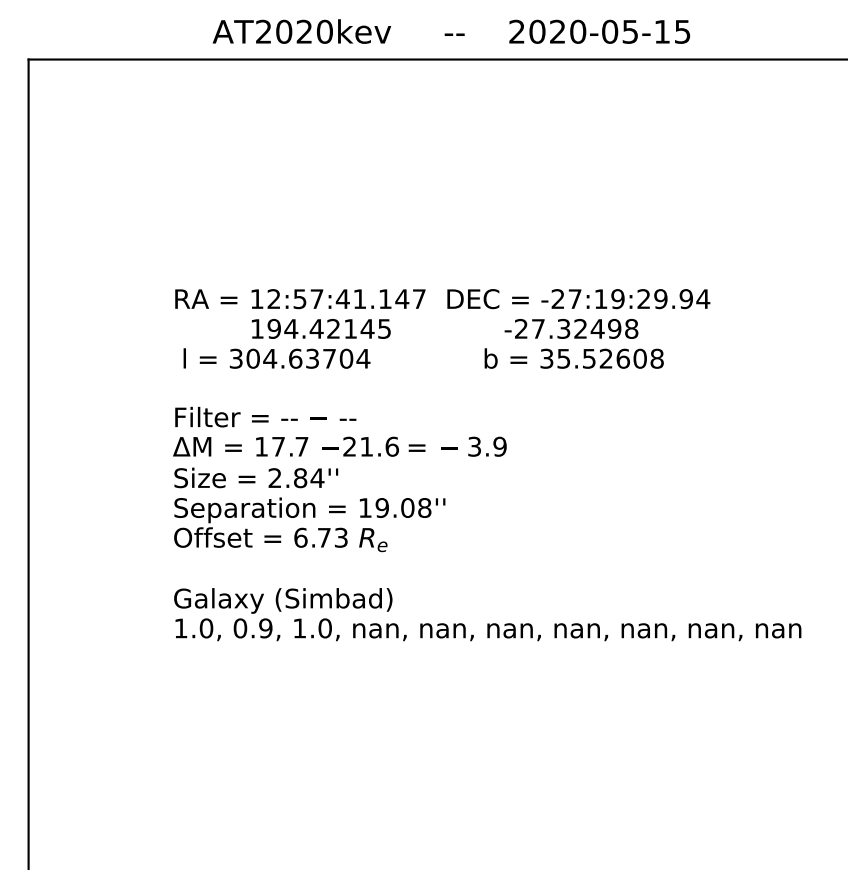 AT2020kev -- 2020-05-15
RA = 12:57:41.147 DEC = -27:19:29.94
194.42145 -27.32498
l = 304.63704 b = 35.52608
Filter = -- − --
ΔM = 17.7 −21.6 = − 3.9
Size = 2.84''
Separation = 19.08''
Offset = 6.73 Rₑ
Galaxy (Simbad)
1.0, 0.9, 1.0, nan, nan, nan, nan, nan, nan, nan